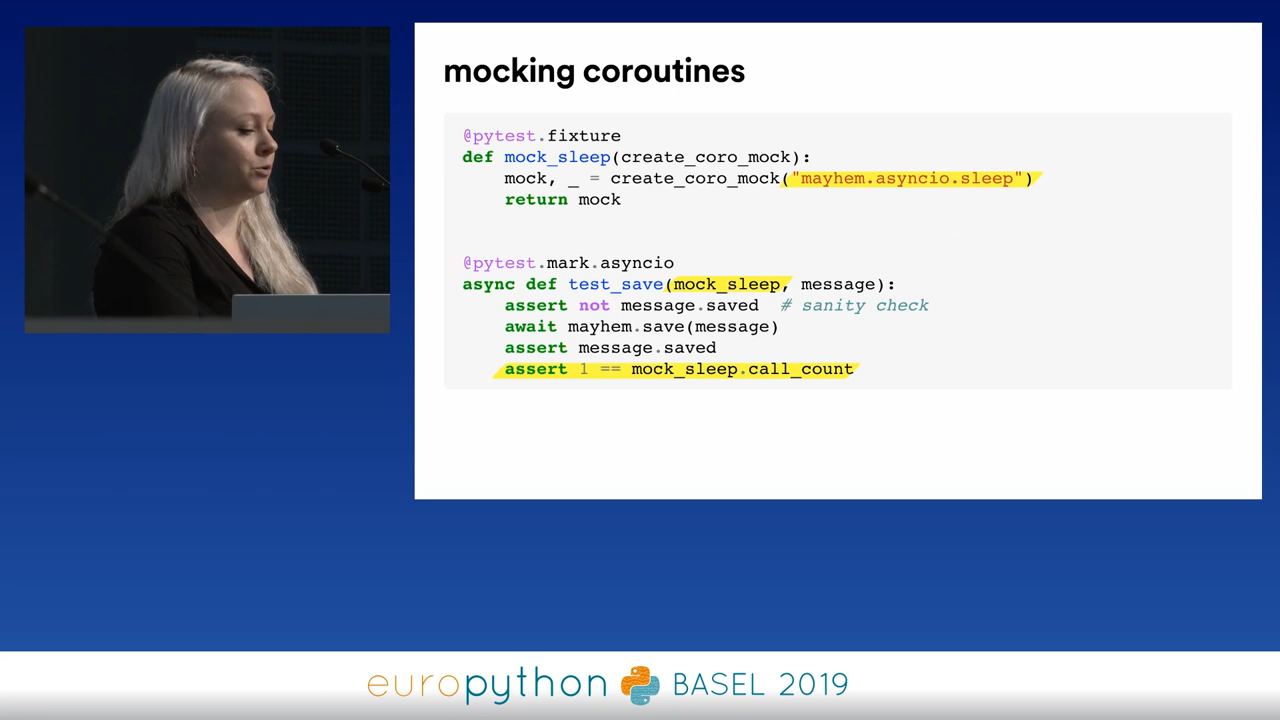 mocking coroutines
@pytest.fixture
def mock_sleep(create_coro_mock):
    mock, _ = create_coro_mock("mayhem.asyncio.sleep")
    return mock
@pytest.mark.asyncio
async def test_save(mock_sleep, message):
    assert not message.saved  # sanity check
    await mayhem.save(message)
    assert message.saved
    assert 1 == mock_sleep.call_count
europython BASEL 2019